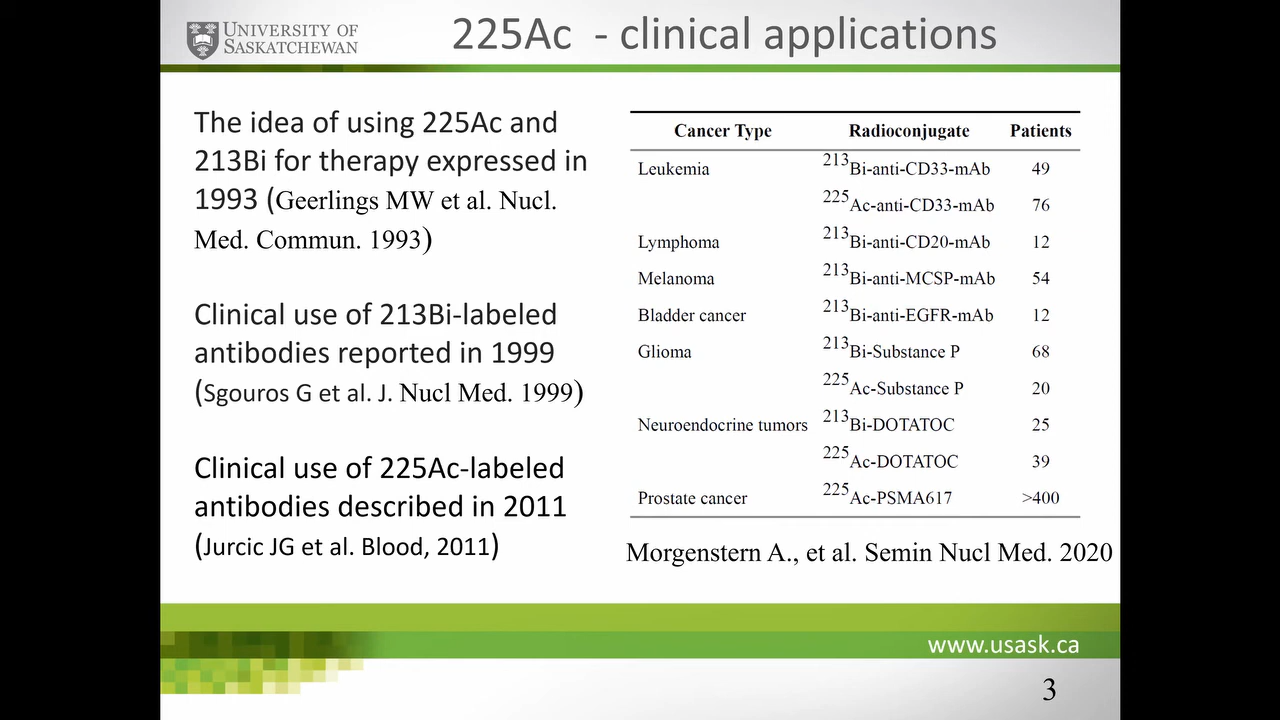 UNIVERSITY OF
SASKATCHEWAN
225Ac - clinical applications
The idea of using 225Ac and
213Bi for therapy expressed in
1993 (Geerlings MW et al. Nucl.
Med. Commun. 1993)
Clinical use of 213Bi-labeled
antibodies reported in 1999
(Sgouros G et al. J. Nucl Med. 1999)
Clinical use of 225Ac-labeled
antibodies described in 2011
(Jurcic JG et al. Blood, 2011)
Cancer Type Radioconjugate Patients
Leukemia 213Bi-anti-CD33-mAb 49
225Ac-anti-CD33-mAb 76
Lymphoma 213Bi-anti-CD20-mAb 12
Melanoma 213Bi-anti-MCSP-mAb 54
Bladder cancer 213Bi-anti-EGFR-mAb 12
Glioma 213Bi-Substance P 68
225Ac-Substance P 20
Neuroendocrine tumors 213Bi-DOTATOC 25
225Ac-DOTATOC 39
Prostate cancer 225Ac-PSMA617 >400
Morgenstern A., et al. Semin Nucl Med. 2020
www.usask.ca
3